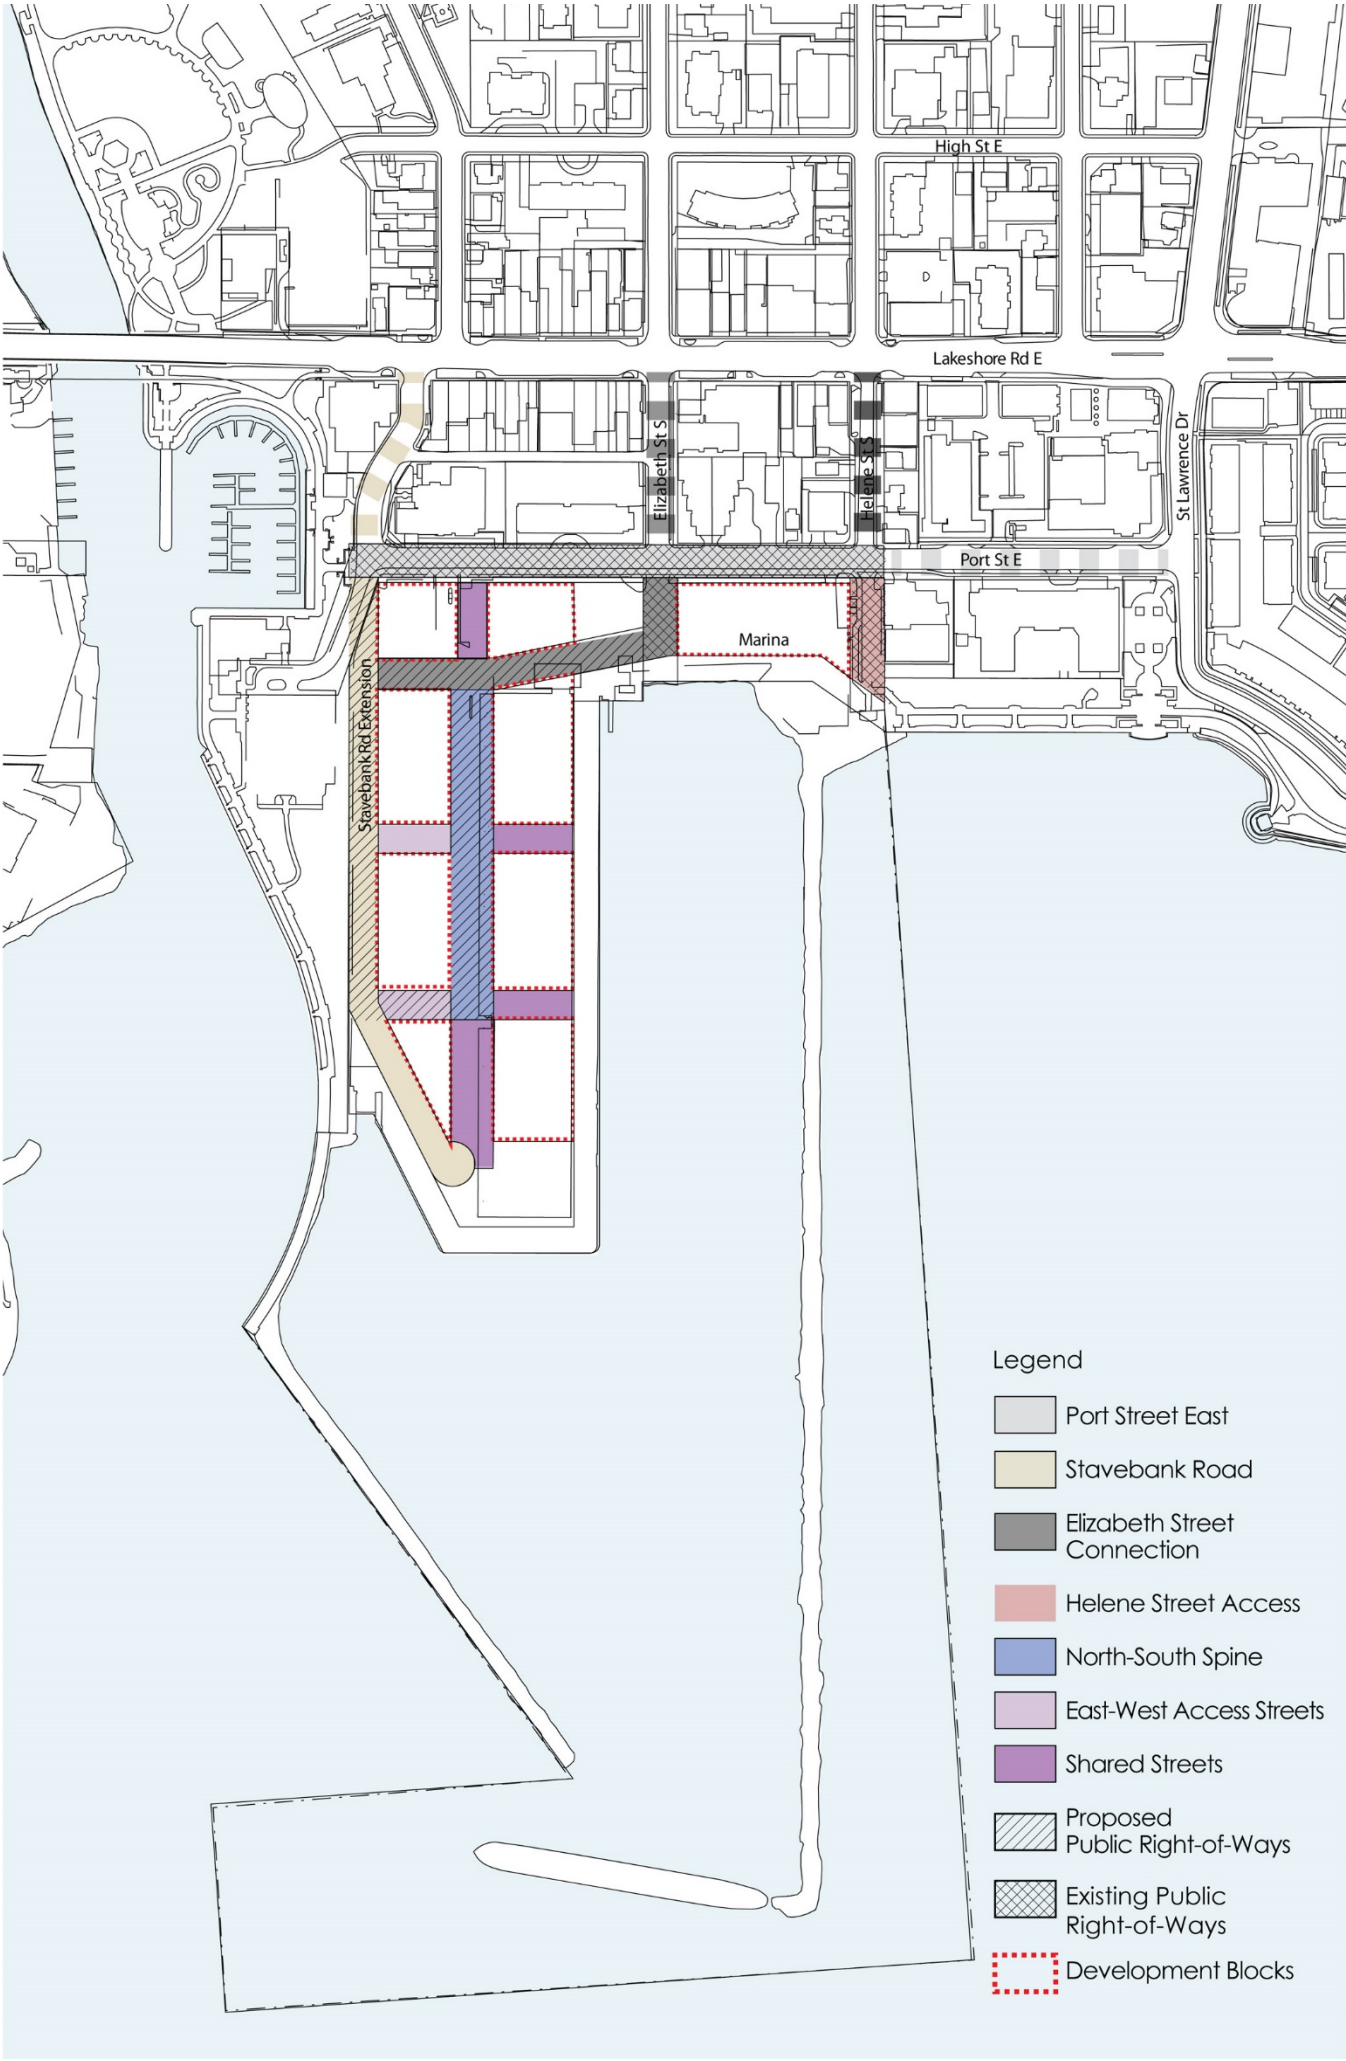 High St E
Lakeshore Rd E
Elizabeth St S
Helene St S
St Lawrence Dr
Port St E
Marina
Stavebank Rd Extension
Legend
Port Street East
Stavebank Road
Elizabeth Street
Connection
Helene Street Access
North-South Spine
East-West Access Streets
Shared Streets
Proposed
Public Right-of-Ways
Existing Public
Right-of-Ways
Development Blocks